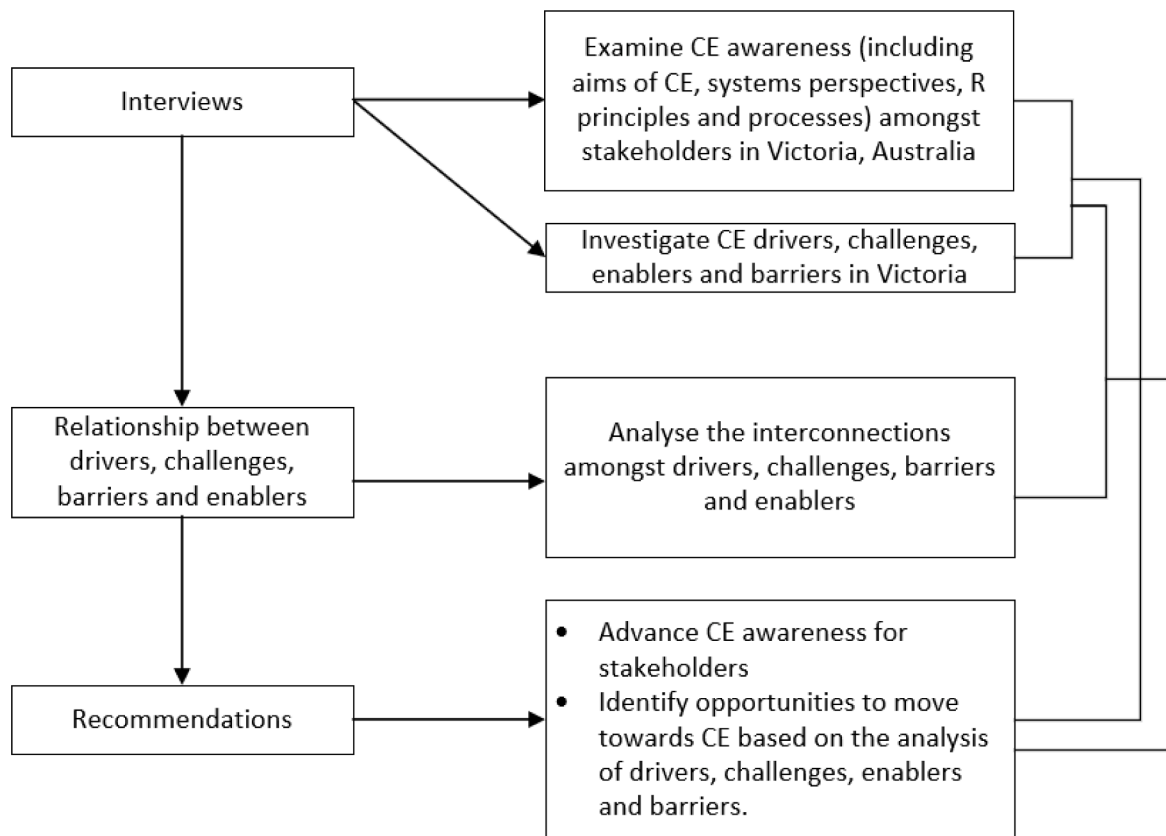 Interviews
Examine CE awareness (including
aims of CE, systems perspectives, R
principles and processes) amongst
stakeholders in Victoria, Australia
Investigate CE drivers, challenges,
enablers and barriers in Victoria
Relationship between
drivers, challenges,
barriers and enablers
Analyse the interconnections
amongst drivers, challenges, barriers
and enablers
Recommendations
• Advance CE awareness for
stakeholders
• Identify opportunities to move
towards CE based on the analysis
of drivers, challenges, enablers
and barriers.